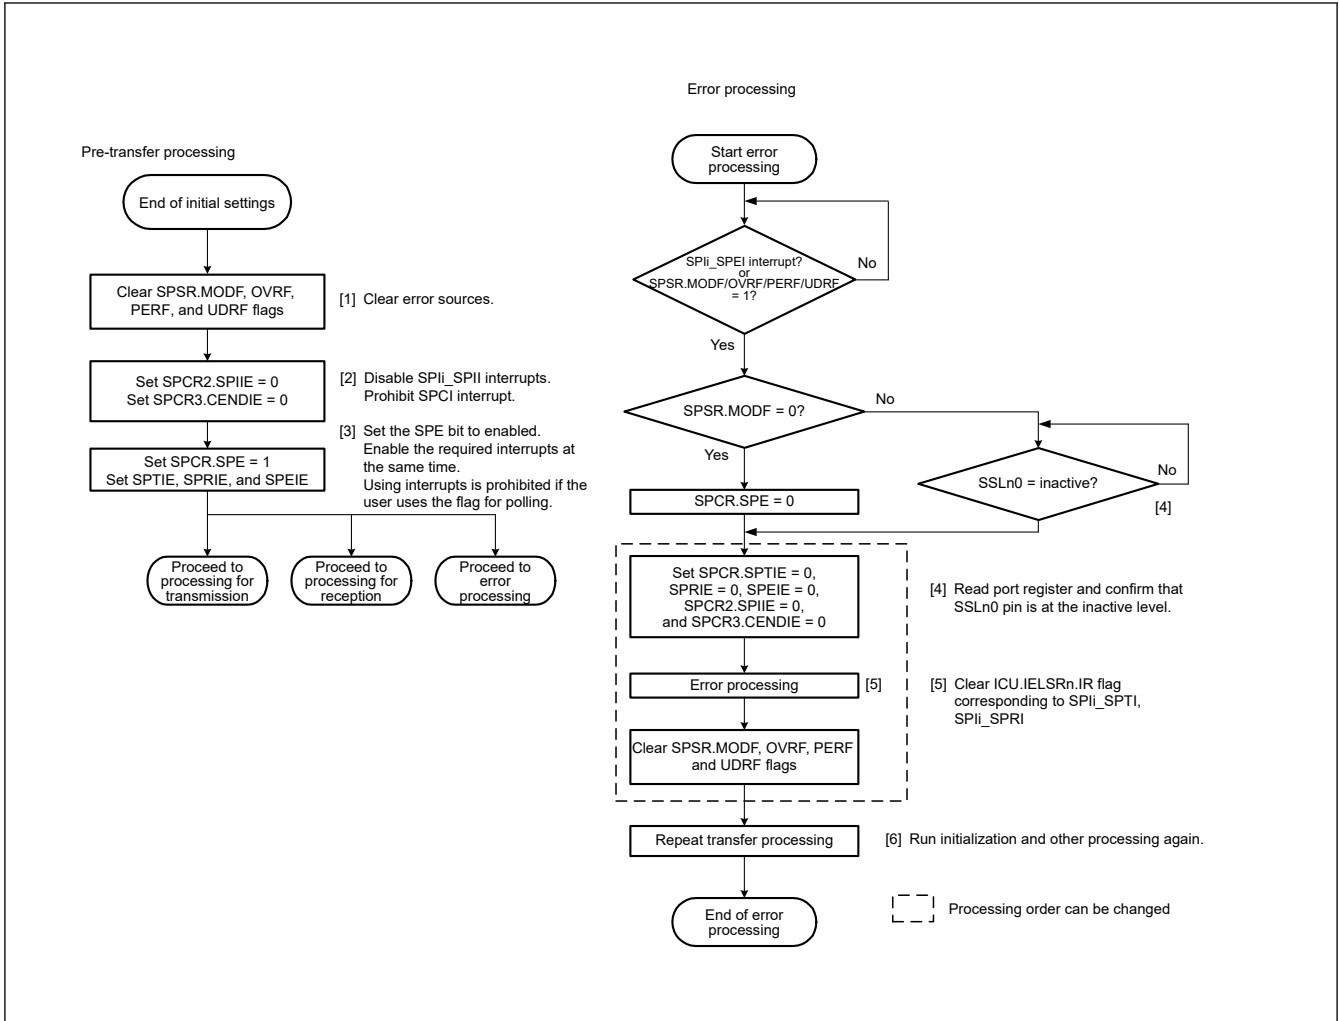 Pre-transfer processing
End of initial settings
Clear SPSR.MODF, OVRF,
PERF, and UDRF flags
[1] Clear error sources.
Set SPCR2.SPIIE = 0
Set SPCR3.CENDIE = 0
[2] Disable SPIi_SPII interrupts.
Prohibit SPCI interrupt.
Set SPCR.SPE = 1
Set SPTIE, SPRIE, and SPEIE
[3] Set the SPE bit to enabled.
Enable the required interrupts at
the same time.
Using interrupts is prohibited if the
user uses the flag for polling.
Proceed to
processing for
transmission
Proceed to
processing for
reception
Proceed to
error
processing
Error processing
Start error
processing
SPIi_SPEI interrupt?
or
SPSR.MODF/OVRF/PERF/UDRF
= 1?
No
Yes
SPSR.MODF = 0?
No
Yes
SSLn0 = inactive?
No
[4]
SPCR.SPE = 0
Set SPCR.SPTIE = 0,
SPRIE = 0, SPEIE = 0,
SPCR2.SPIIE = 0,
and SPCR3.CENDIE = 0
[4] Read port register and confirm that
SSLn0 pin is at the inactive level.
Error processing
[5]
[5] Clear ICU.IELSRn.IR flag
corresponding to SPIi_SPTI,
SPIi_SPRI
Clear SPSR.MODF, OVRF, PERF
and UDRF flags
Repeat transfer processing
[6] Run initialization and other processing again.
End of error
processing
Processing order can be changed